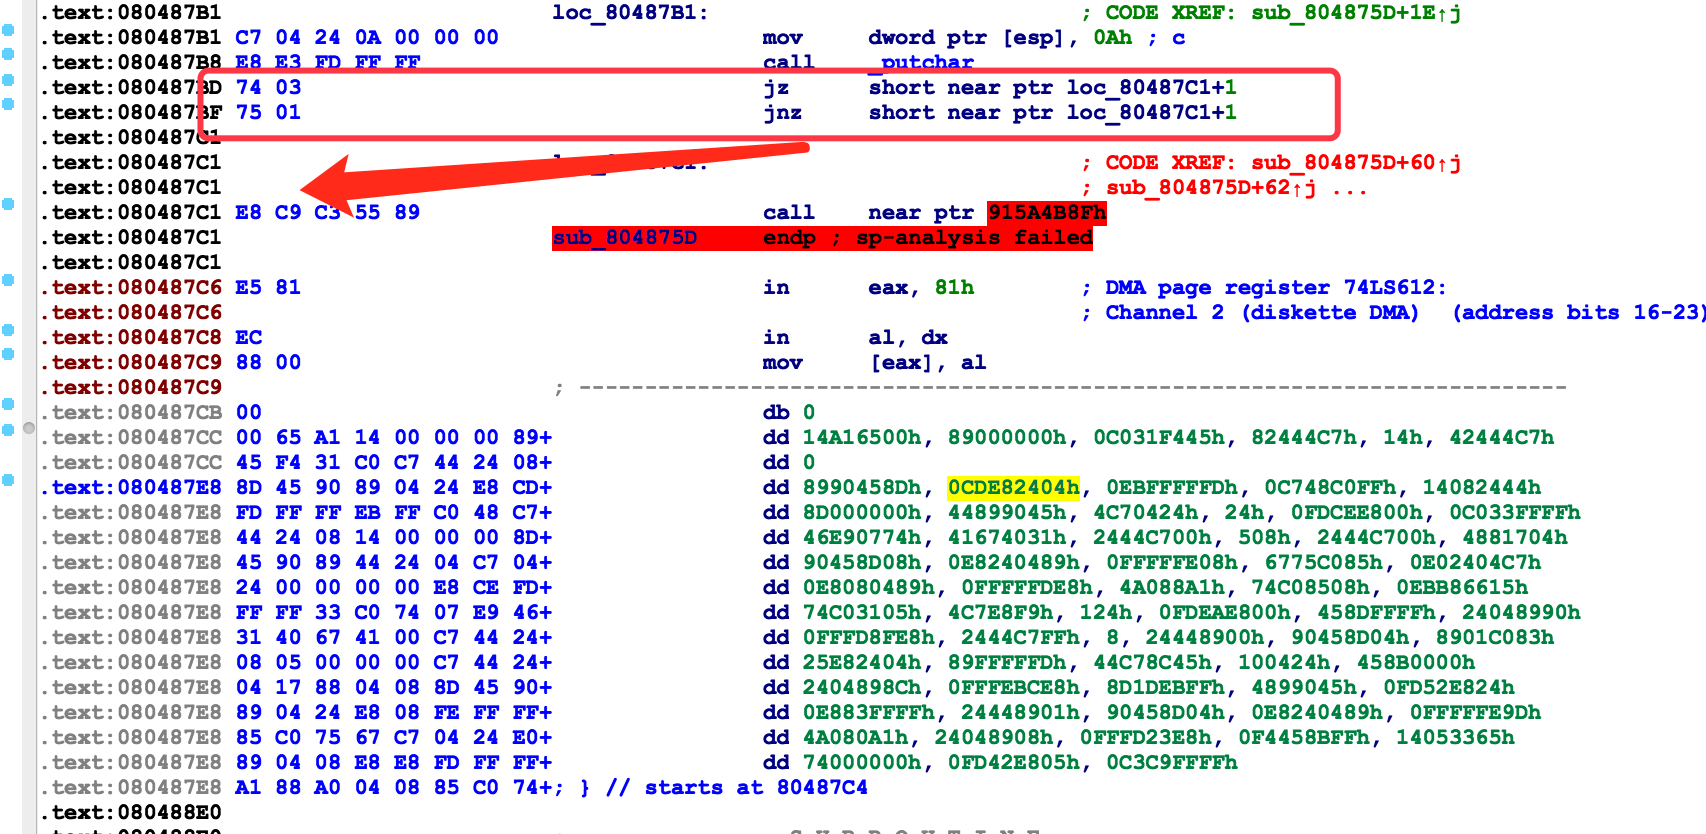 .text:080487B1 loc_80487B1: ; CODE XREF: sub_804875D+1E↑j
.text:080487B1 C7 04 24 0A 00 00 00 mov dword ptr [esp], 0Ah ; c
.text:080487B8 E8 E3 FD FF FF call _putchar
.text:080487BD 74 03 jz short near ptr loc_80487C1+1
.text:080487BF 75 01 jnz short near ptr loc_80487C1+1
.text:080487C1
.text:080487C1 ; CODE XREF: sub_804875D+60↑j
.text:080487C1 ; sub_804875D+62↑j ...
.text:080487C1 E8 C9 C3 55 89 call near ptr 915A4B8Fh
.text:080487C1 sub_804875D endp ; sp-analysis failed
.text:080487C1
.text:080487C6 E5 81 in eax, 81h ; DMA page register 74LS612:
.text:080487C6 ; Channel 2 (diskette DMA) (address bits 16-23)
.text:080487C8 EC in al, dx
.text:080487C9 88 00 mov [eax], al
.text:080487C9 ; ---------------------------------------------------------------------------
.text:080487CB 00 db 0
.text:080487CC 00 65 A1 14 00 00 00 89+ dd 14A16500h, 89000000h, 0C031F445h, 82444C7h, 14h, 42444C7h
.text:080487CC 45 F4 31 C0 C7 44 24 08+ dd 0
.text:080487E8 8D 45 90 89 04 24 E8 CD+ dd 8990458Dh, 0CDE82404h, 0EBFFFFFDh, 0C748C0FFh, 14082444h
.text:080487E8 FD FF FF EB FF C0 48 C7+ dd 8D000000h, 44899045h, 4C70424h, 24h, 0FDCEE800h, 0C033FFFFh
.text:080487E8 44 24 08 14 00 00 00 8D+ dd 46E90774h, 41674031h, 2444C700h, 508h, 2444C700h, 4881704h
.text:080487E8 45 90 89 44 24 04 C7 04+ dd 90458D08h, 0E8240489h, 0FFFFFE08h, 6775C085h, 0E02404C7h
.text:080487E8 24 00 00 00 00 E8 CE FD+ dd 0E8080489h, 0FFFFFDE8h, 4A088A1h, 74C08508h, 0EBB86615h
.text:080487E8 FF FF 33 C0 74 07 E9 46+ dd 74C03105h, 4C7E8F9h, 124h, 0FDEAE800h, 458DFFFFh, 24048990h
.text:080487E8 31 40 67 41 00 C7 44 24+ dd 0FFFD8FE8h, 2444C7FFh, 8, 24448900h, 90458D04h, 8901C083h
.text:080487E8 08 05 00 00 00 C7 44 24+ dd 25E82404h, 89FFFFFDh, 44C78C45h, 100424h, 458B0000h
.text:080487E8 04 17 88 04 08 8D 45 90+ dd 2404898Ch, 0FFFEBCE8h, 8D1DEBFFh, 4899045h, 0FD52E824h
.text:080487E8 89 04 24 E8 08 FE FF FF+ dd 0E883FFFFh, 24448901h, 90458D04h, 0E8240489h, 0FFFFFE9Dh
.text:080487E8 85 C0 75 67 C7 04 24 E0+ dd 4A080A1h, 24048908h, 0FFFD23E8h, 0F4458BFFh, 14053365h
.text:080487E8 89 04 08 E8 E8 FD FF FF+ dd 74000000h, 0FD42E805h, 0C3C9FFFFh
.text:080487E8 A1 88 A0 04 08 85 C0 74+; } // starts at 80487C4
.text:080488E0